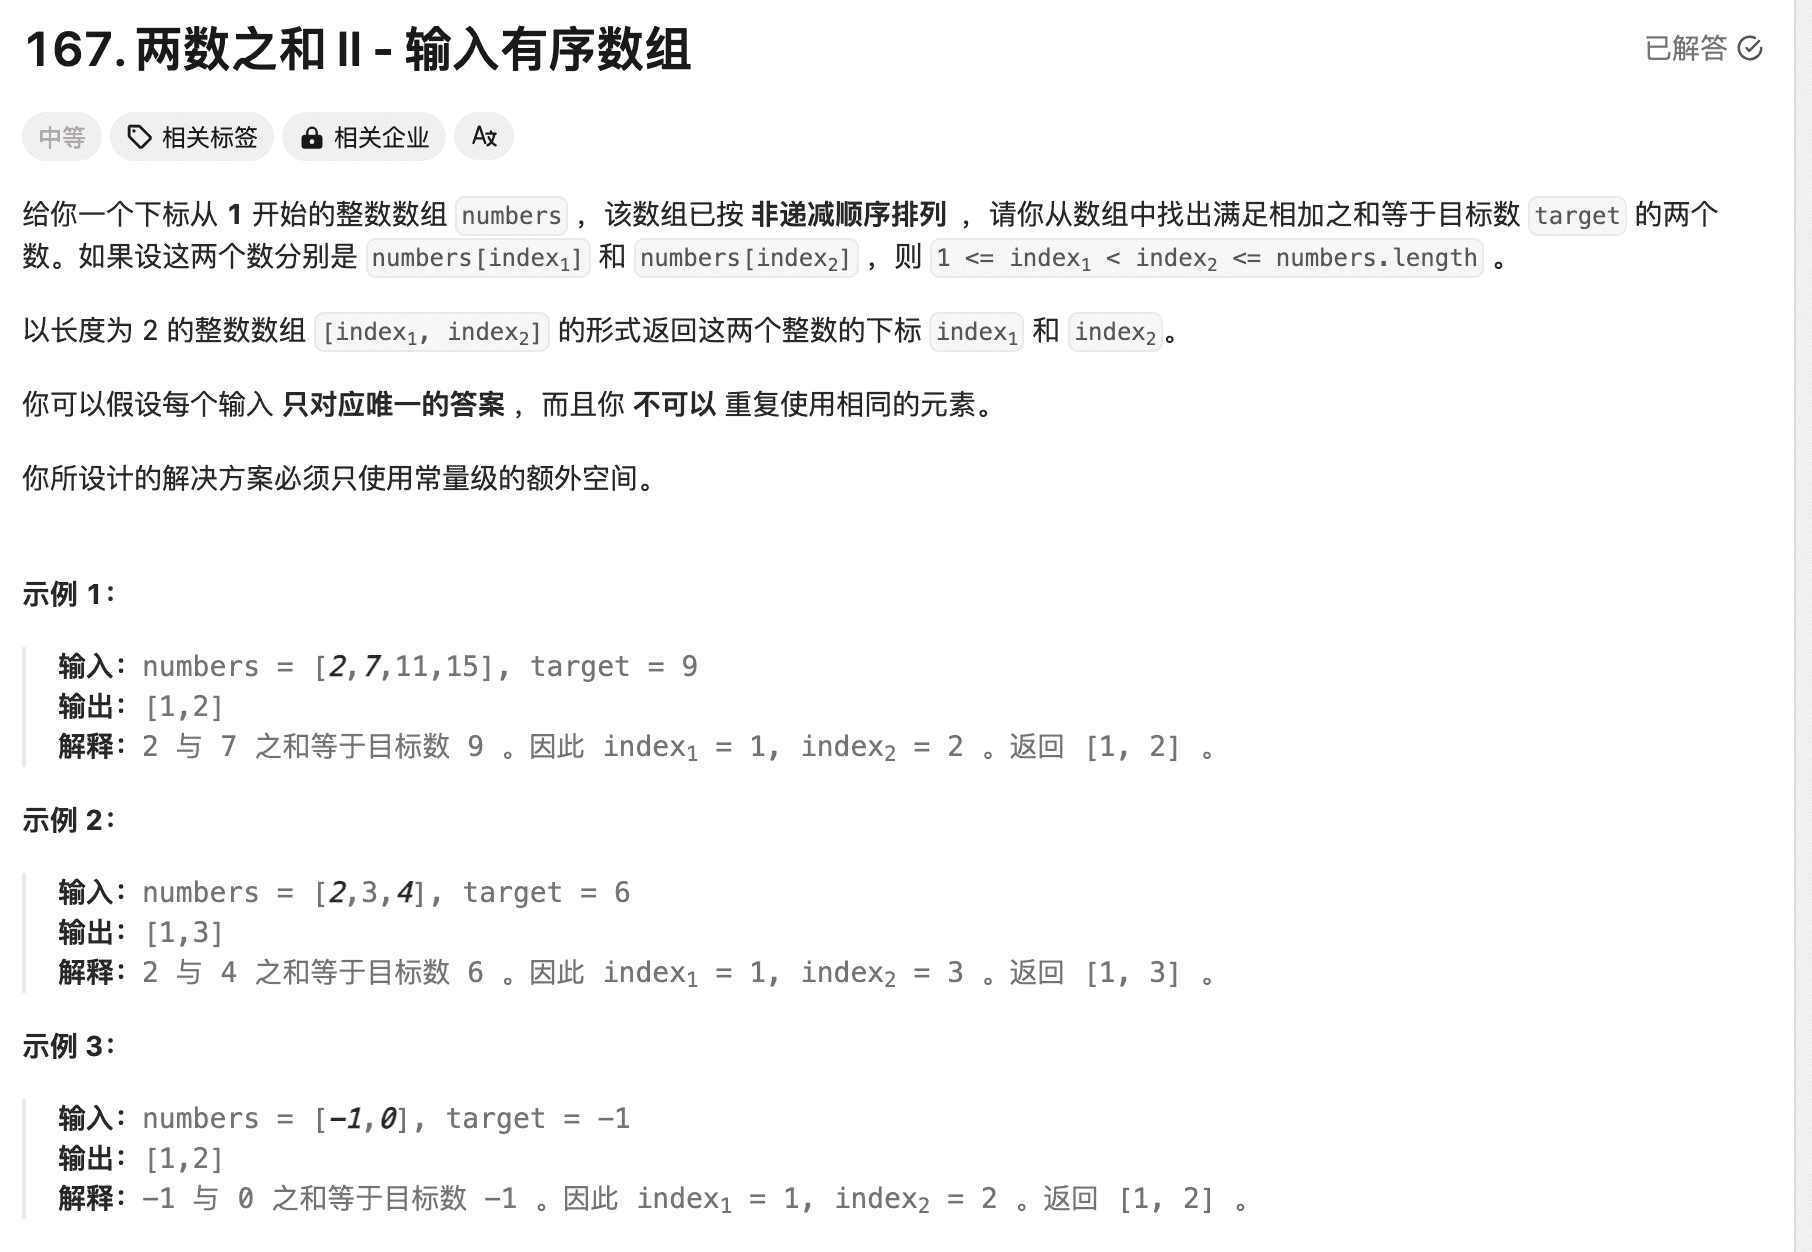 167. 两数之和 II - 输入有序数组
已解答
中等 相关标签 相关企业 A文
给你一个下标从 1 开始的整数数组 numbers ，该数组已按 非递减顺序排列 ，请你从数组中找出满足相加之和等于目标数 target 的两个
数。如果设这两个数分别是 numbers[index₁] 和 numbers[index₂] ，则 1 <= index₁ < index₂ <= numbers.length 。
以长度为 2 的整数数组 [index₁, index₂] 的形式返回这两个整数的下标 index₁ 和 index₂。
你可以假设每个输入 只对应唯一的答案 ，而且你 不可以 重复使用相同的元素。
你所设计的解决方案必须只使用常量级的额外空间。
示例 1：
输入：numbers = [2,7,11,15], target = 9
输出：[1,2]
解释：2 与 7 之和等于目标数 9 。因此 index₁ = 1, index₂ = 2 。返回 [1, 2] 。
示例 2：
输入：numbers = [2,3,4], target = 6
输出：[1,3]
解释：2 与 4 之和等于目标数 6 。因此 index₁ = 1, index₂ = 3 。返回 [1, 3] 。
示例 3：
输入：numbers = [-1,0], target = -1
输出：[1,2]
解释：-1 与 0 之和等于目标数 -1 。因此 index₁ = 1, index₂ = 2 。返回 [1, 2] 。